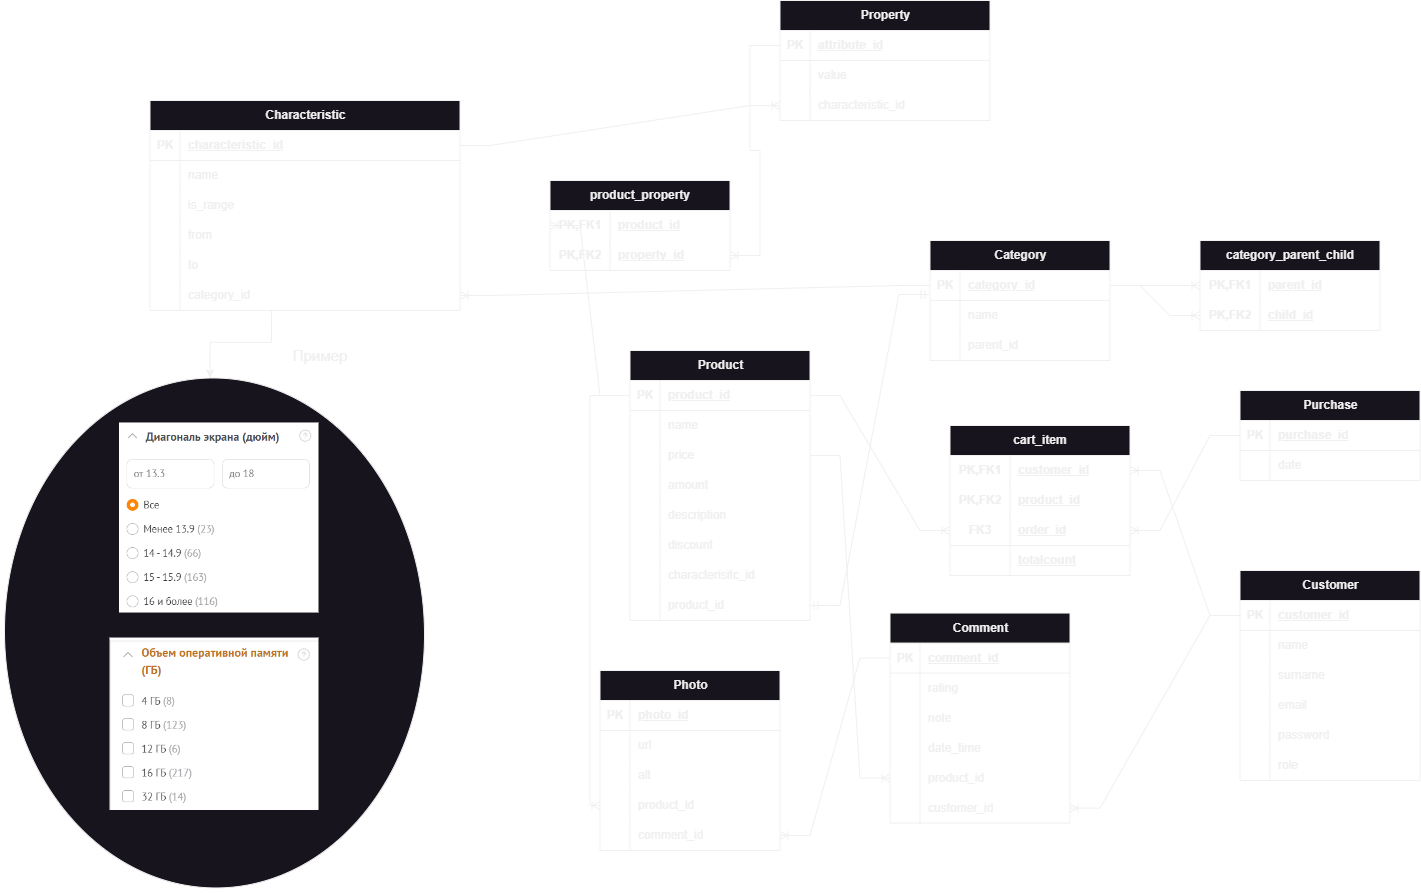 Property
PK attribute_id
value
characteristic_id
Characteristic
PK characteristic_id
name
is_range
from
to
category_id
product_property
PK,FK1 product_id
PK,FK2 property_id
Category
PK category_id
name
parent_id
category_parent_child
PK,FK1 parent_id
PK,FK2 child_id
Пример
Диагональ экрана (дюйм) ?
от 13.3 до 18
Все
Менее 13.9 (23)
14 - 14.9 (66)
15 - 15.9 (163)
16 и более (116)
Объем оперативной памяти ?
(ГБ)
4 ГБ (8)
8 ГБ (123)
12 ГБ (6)
16 ГБ (217)
32 ГБ (14)
Product
PK product_id
name
price
amount
description
discount
characterisitc_id
product_id
cart_item
PK,FK1 customer_id
PK,FK2 product_id
FK3 order_id
totalcount
Purchase
PK purchase_id
date
Customer
PK customer_id
name
surname
email
password
role
Comment
PK comment_id
rating
note
date_time
product_id
customer_id
Photo
PK photo_id
url
alt
product_id
comment_id